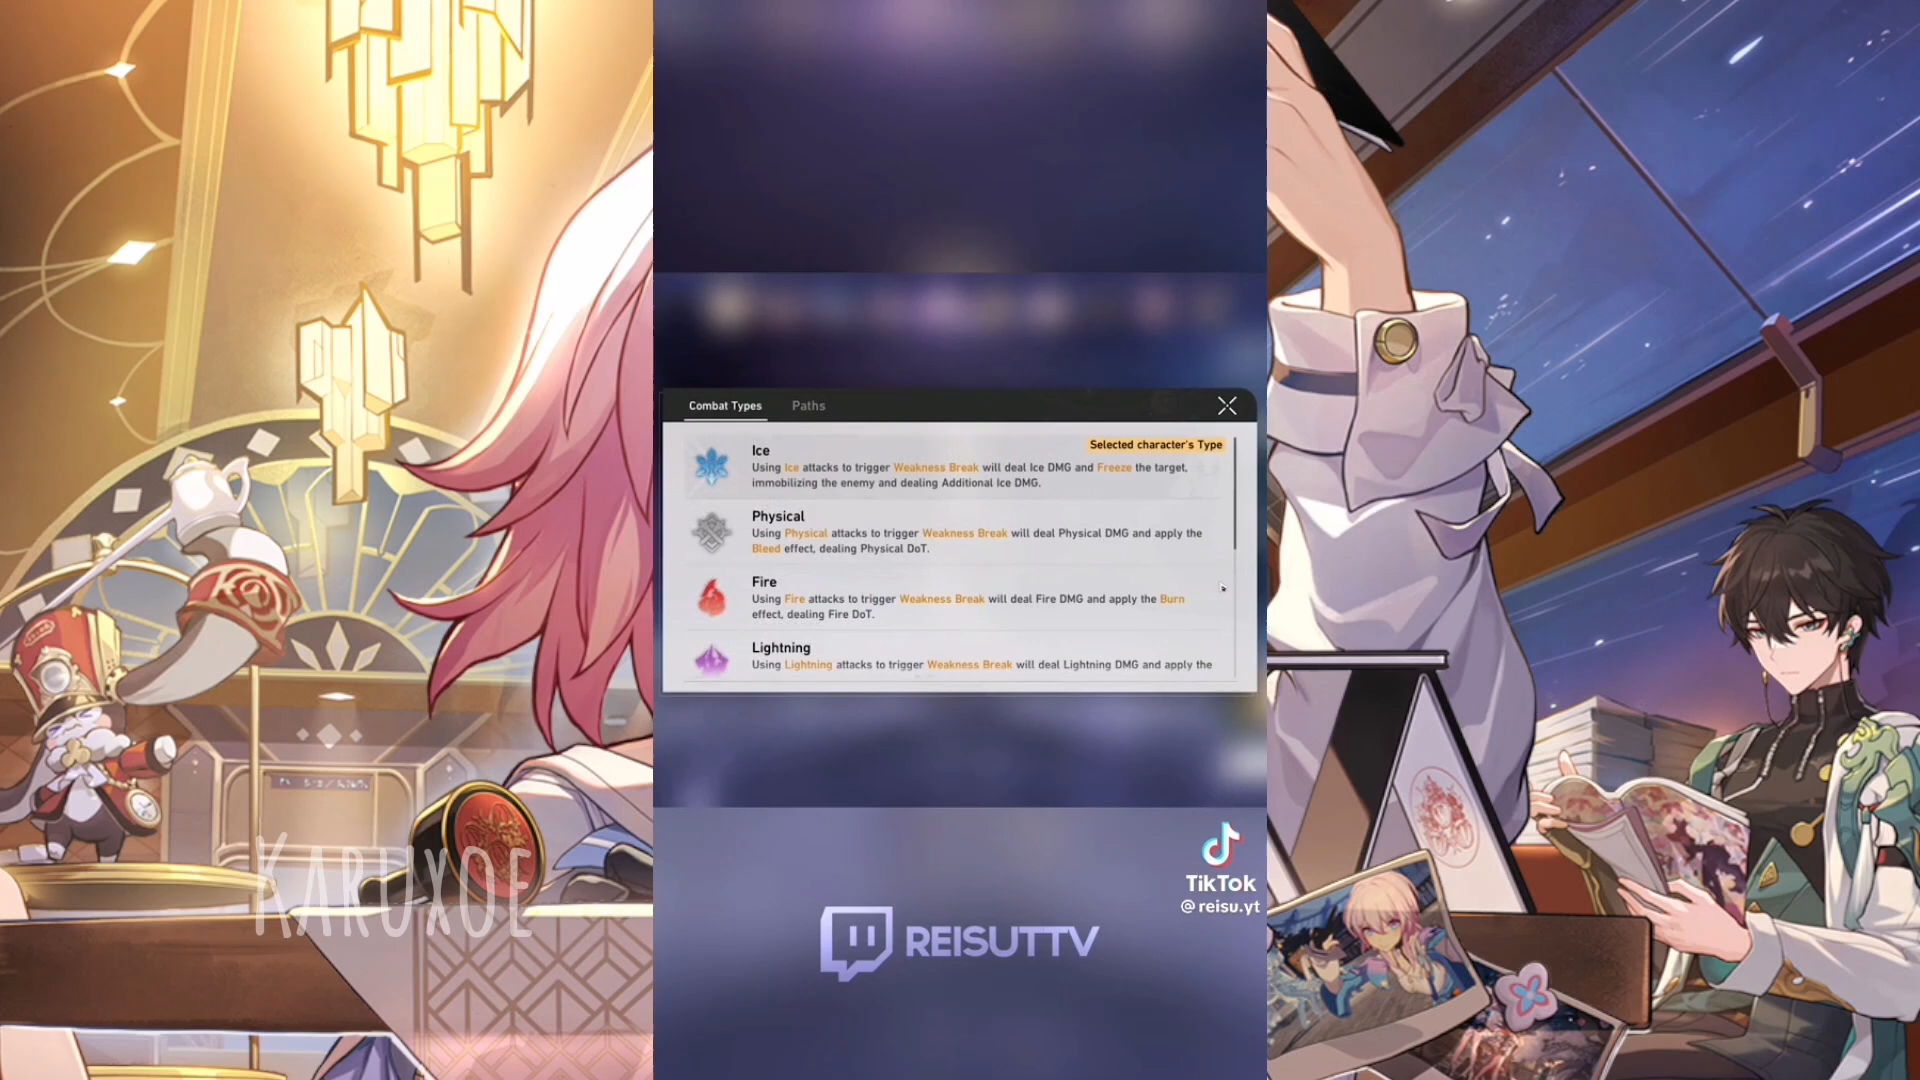 Combat Types
Paths
Selected character's Type
Ice
Using Ice attacks to trigger Weakness Break will deal Ice DMG and Freeze the target,
immobilizing the enemy and dealing Additional Ice DMG.
Physical
Using Physical attacks to trigger Weakness Break will deal Physical DMG and apply the
Bleed effect, dealing Physical DoT.
Fire
Using Fire attacks to trigger Weakness Break will deal Fire DMG and apply the Burn
effect, dealing Fire DoT.
Lightning
Using Lightning attacks to trigger Weakness Break will deal Lightning DMG and apply the
KARUXOE
TikTok
@reisu.yt
REISUTTV